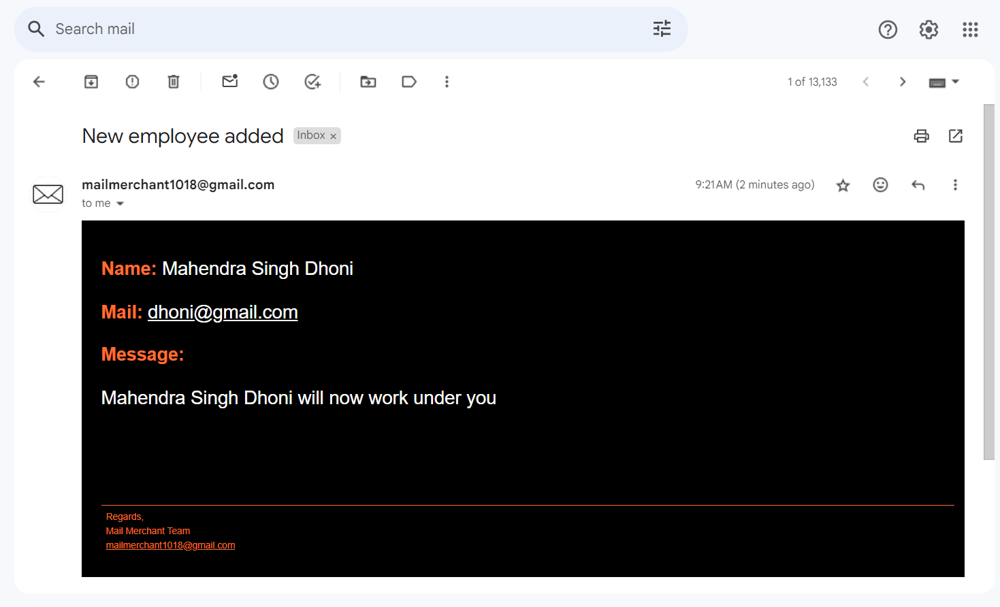 Search mail
1 of 13,133
New employee added
Inbox ×
mailmerchant1018@gmail.com
9:21AM (2 minutes ago)
to me
Name: Mahendra Singh Dhoni
Mail: dhoni@gmail.com
Message:
Mahendra Singh Dhoni will now work under you
Regards,
Mail Merchant Team
mailmerchant1018@gmail.com